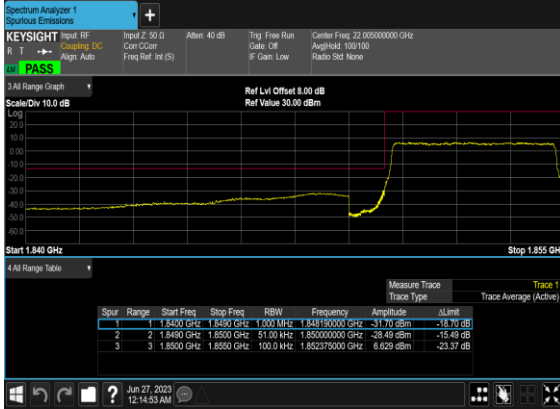 Spectrum Analyzer 1
Spurious Emissions
+
KEYSIGHT Input: RF Input Z: 50 Ω Atten: 40 dB Trig: Free Run Center Freq: 22.005000000 GHz
R T Coupling: DC Corr CCorr Gate: Off Avg|Hold: 100/100
Align: Auto Freq Ref: Int (S) IF Gain: Low Radio Std: None
PASS
3 All Range Graph Ref Lvl Offset 8.00 dB
Scale/Div 10.0 dB Ref Value 30.00 dBm
Log
20.0
10.0
0.00
-10.0
-20.0
-30.0
-40.0
-50.0
-60.0
Start 1.840 GHz Stop 1.855 GH
4 All Range Table
Measure Trace Trace 1
Trace Type Trace Average (Active)
Spur Range Start Freq Stop Freq RBW Frequency Amplitude ΔLimit
1 1 1.8400 GHz 1.8490 GHz 1.000 MHz 1.848190000 GHz -31.70 dBm -18.70 dB
2 2 1.8490 GHz 1.8500 GHz 51.00 kHz 1.850000000 GHz -28.49 dBm -15.49 dB
3 3 1.8500 GHz 1.8550 GHz 100.0 kHz 1.852375000 GHz 6.629 dBm -23.37 dB
? Jun 27, 2023
12:14:53 AM